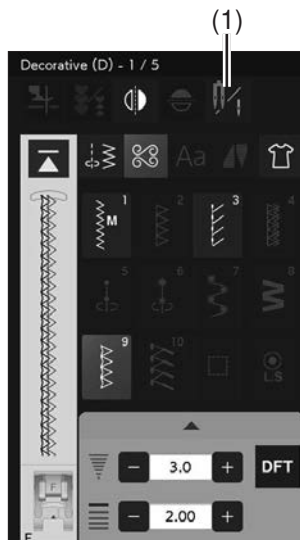 (1)
Decorative (D) - 1 / 5
Aa
1 M 2 3 4
5 6 7 8
9 10 L.S
3.0 DFT
2.00
F
F